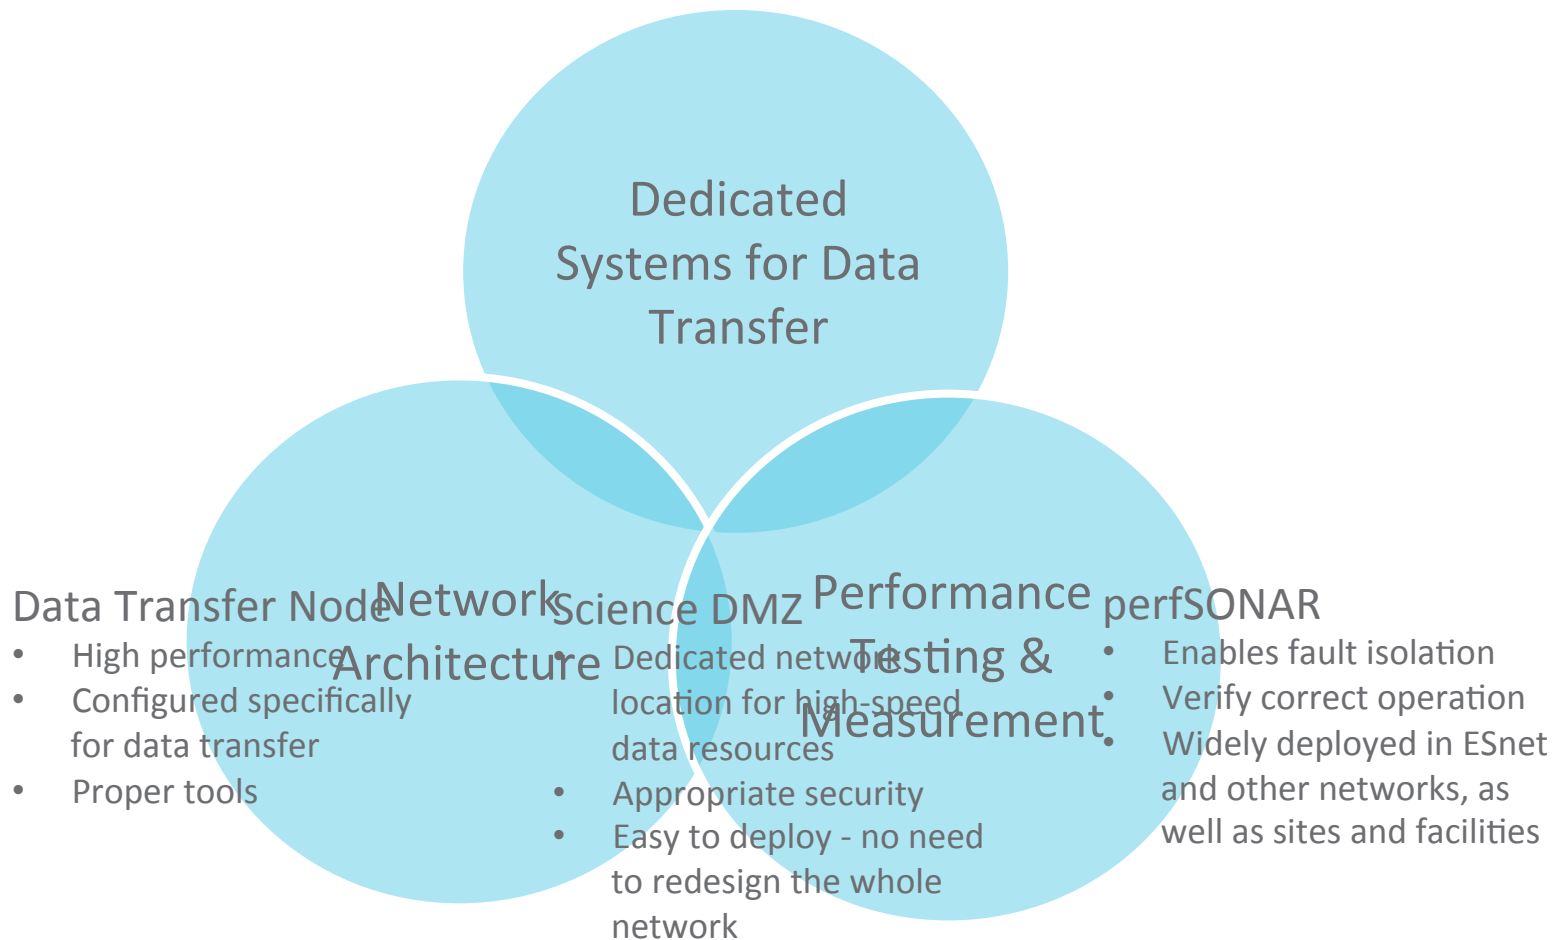 Dedicated
Systems for Data
Transfer
Network
Architecture
Performance
Testing &
Measurement
Data Transfer Node
• High performance
• Configured specifically
for data transfer
• Proper tools
Science DMZ
• Dedicated network
location for high-speed
data resources
• Appropriate security
• Easy to deploy - no need
to redesign the whole
network
perfSONAR
• Enables fault isolation
• Verify correct operation
• Widely deployed in ESnet
and other networks, as
well as sites and facilities